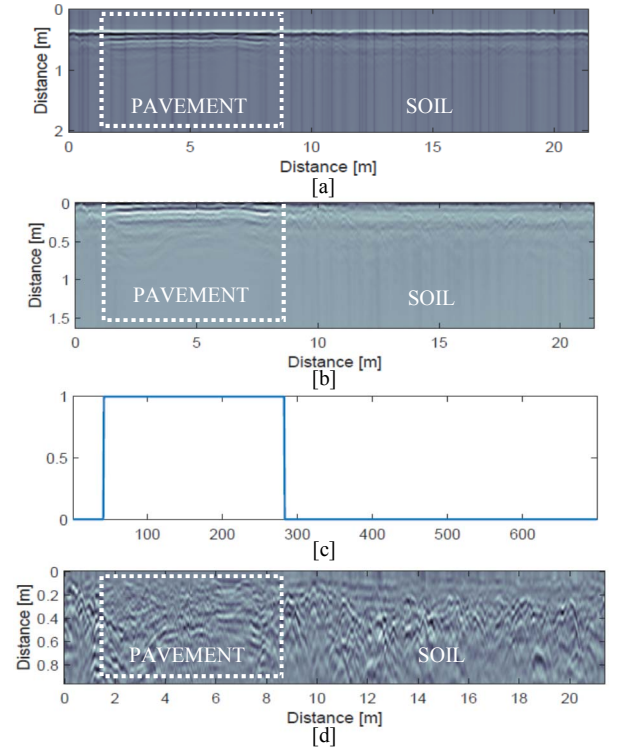 0
1
2
Distance [m]
PAVEMENT
SOIL
0 5 10 15 20
Distance [m]
[a]
0
0.5
1
1.5
Distance [m]
PAVEMENT
SOIL
0 5 10 15 20
Distance [m]
[b]
1
0.5
0
100 200 300 400 500 600
[c]
0
0.2
0.4
0.6
0.8
Distance [m]
PAVEMENT
SOIL
0 2 4 6 8 10 12 14 16 18 20
Distance [m]
[d]